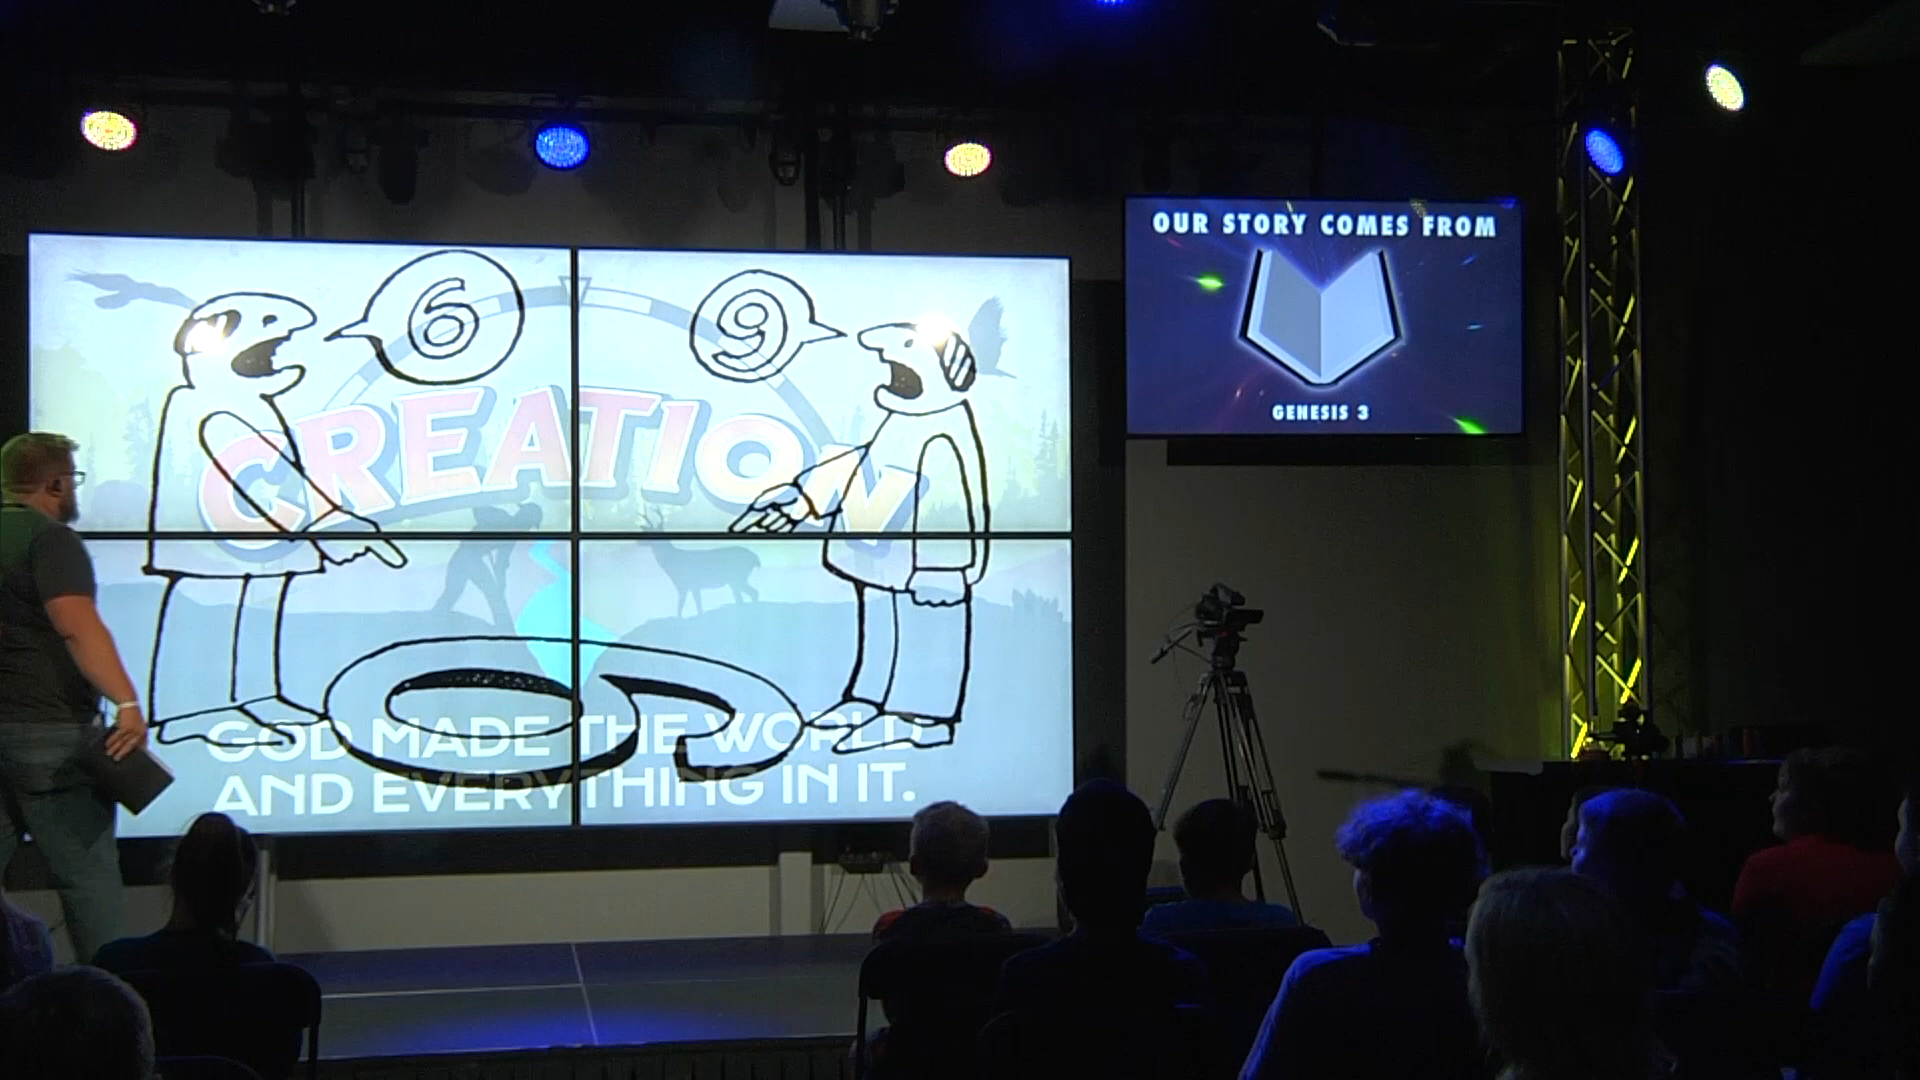 6
9
CREATION
GOD MADE THE WORLD
AND EVERYTHING IN IT.
OUR STORY COMES FROM
GENESIS 3